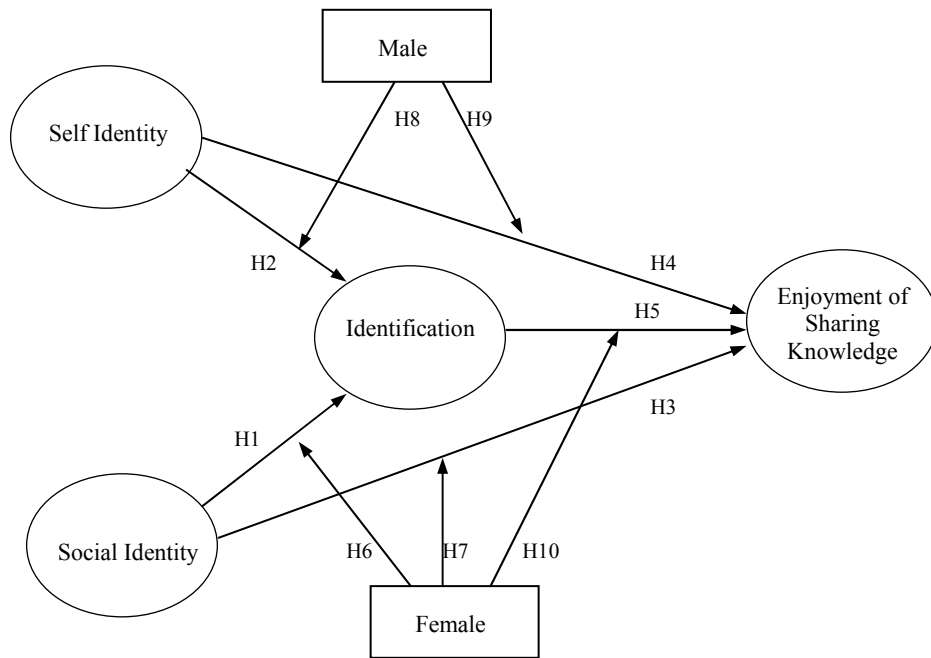 Male
H8
H9
Self Identity
H2
H4
Enjoyment of
Sharing
Knowledge
Identification
H5
H3
H1
Social Identity
H6
H7
H10
Female